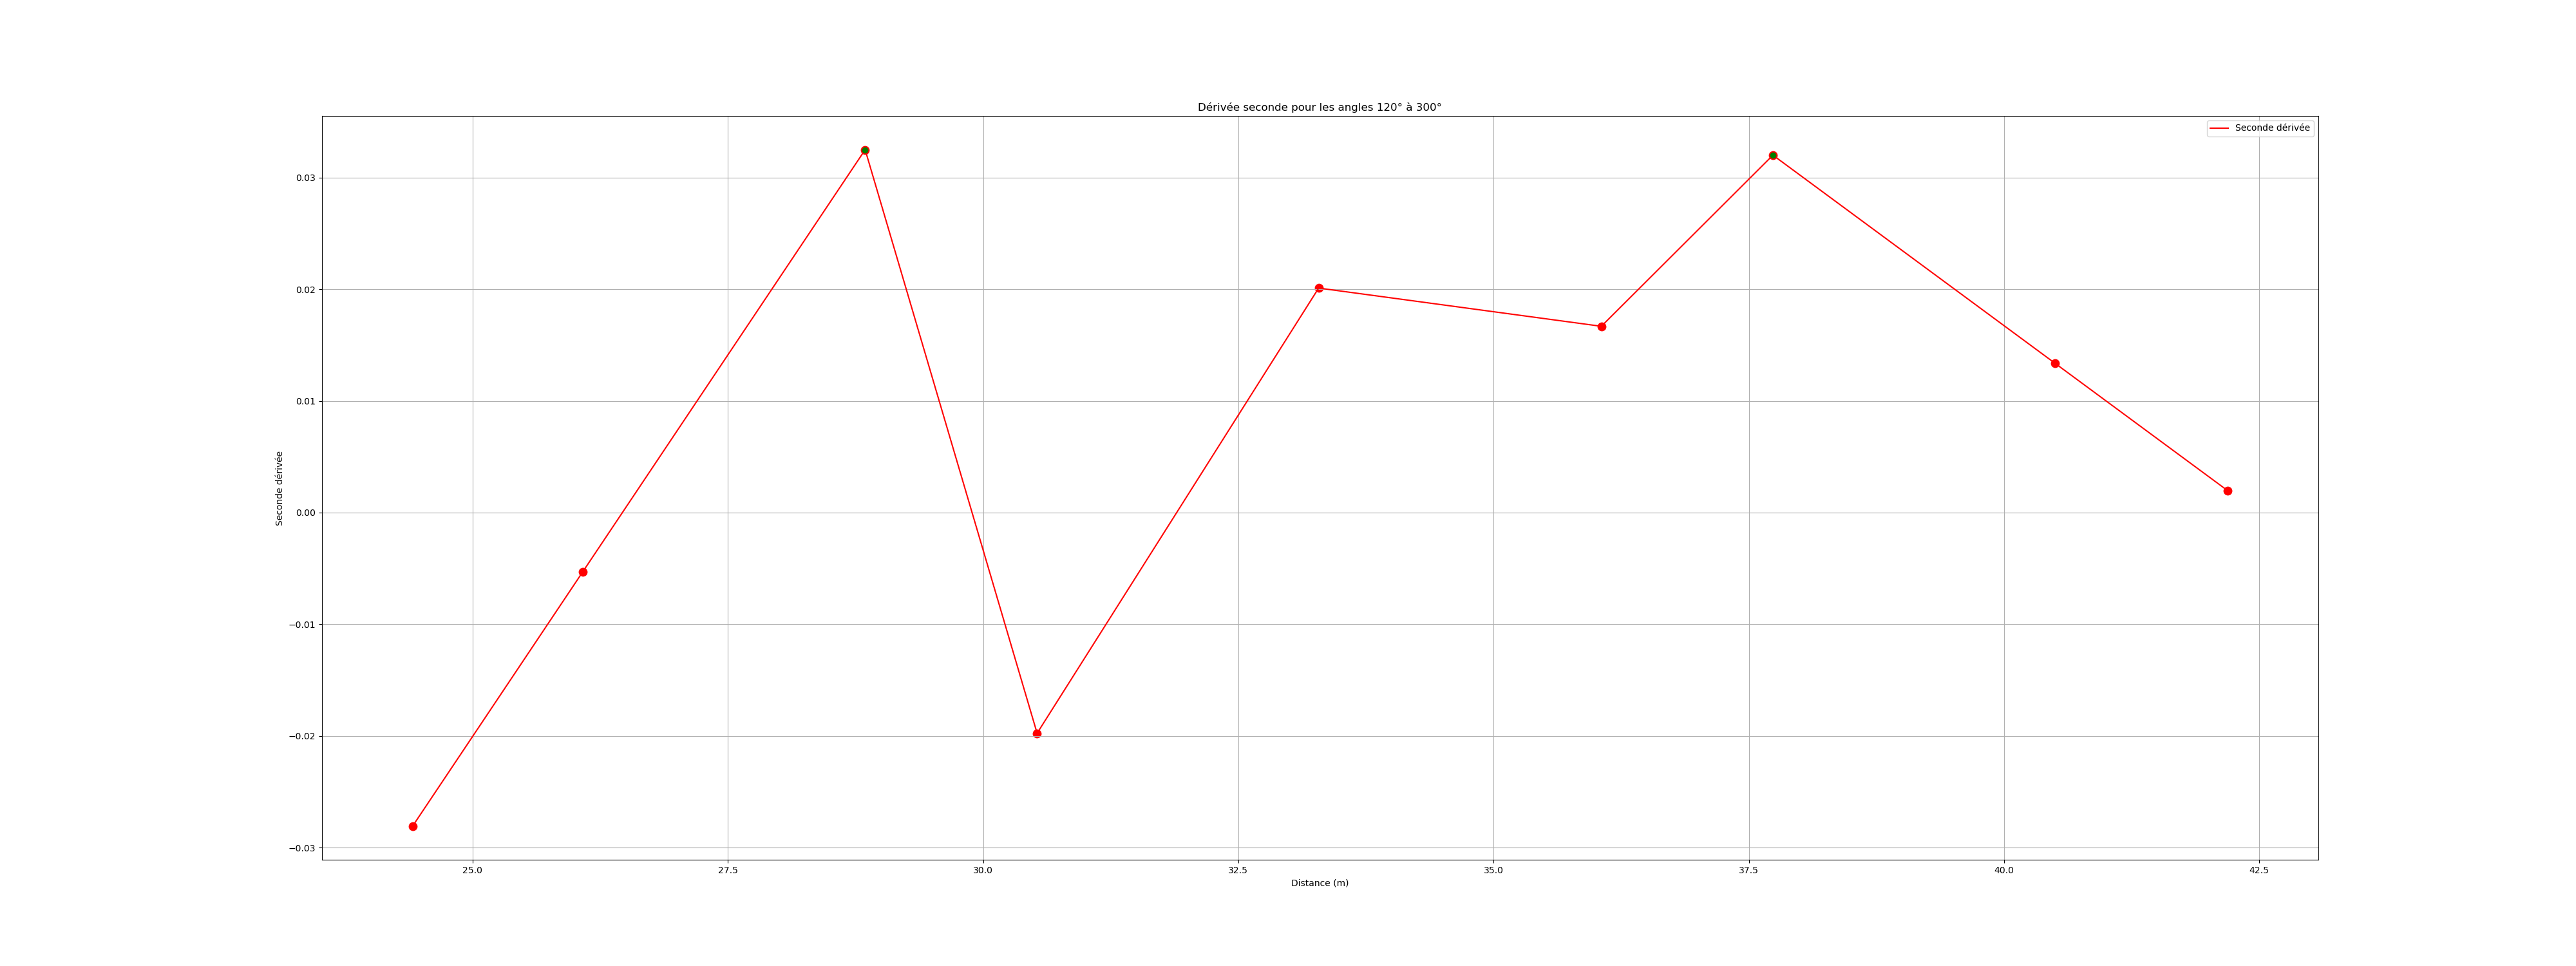 Dérivée seconde pour les angles 120° à 300°
Seconde dérivée
0.03
0.02
0.01
0.00
−0.01
−0.02
−0.03
Seconde dérivée
25.0 27.5 30.0 32.5 35.0 37.5 40.0 42.5
Distance (m)